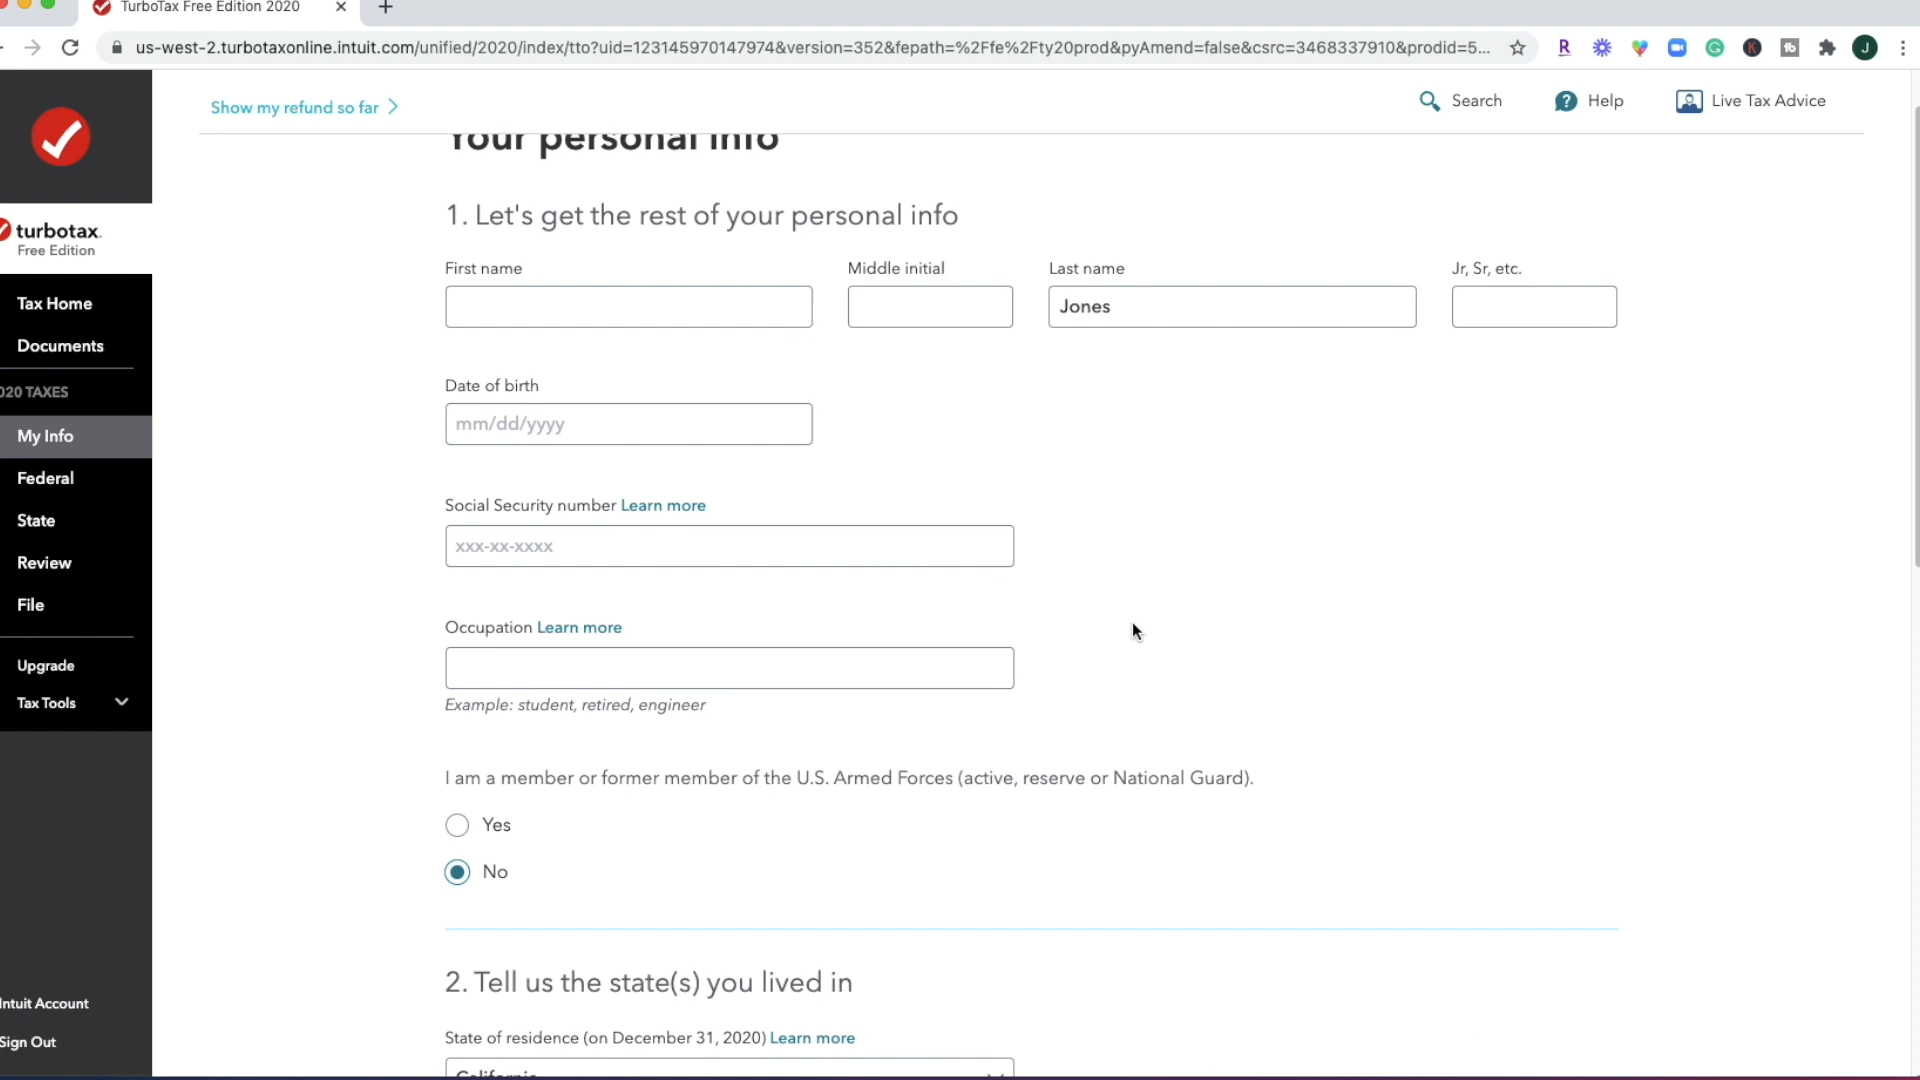 TurboTax Free Edition 2020
us-west-2.turbotaxonline.intuit.com/unified/2020/index/tto?uid=123145970147974&version=352&fepath=%2Ffe%2Fty20prod&pyAmend=false&csrc=3468337910&prodid=5...
Show my refund so far
Search
Help
Live Tax Advice
Your personal info
turbotax.
Free Edition
Tax Home
Documents
020 TAXES
My Info
Federal
State
Review
File
Upgrade
Tax Tools
Intuit Account
Sign Out
1. Let's get the rest of your personal info
First name
Middle initial
Last name
Jr, Sr, etc.
Jones
Date of birth
mm/dd/yyyy
Social Security number Learn more
xxx-xx-xxxx
Occupation Learn more
Example: student, retired, engineer
I am a member or former member of the U.S. Armed Forces (active, reserve or National Guard).
Yes
No
2. Tell us the state(s) you lived in
State of residence (on December 31, 2020) Learn more
California